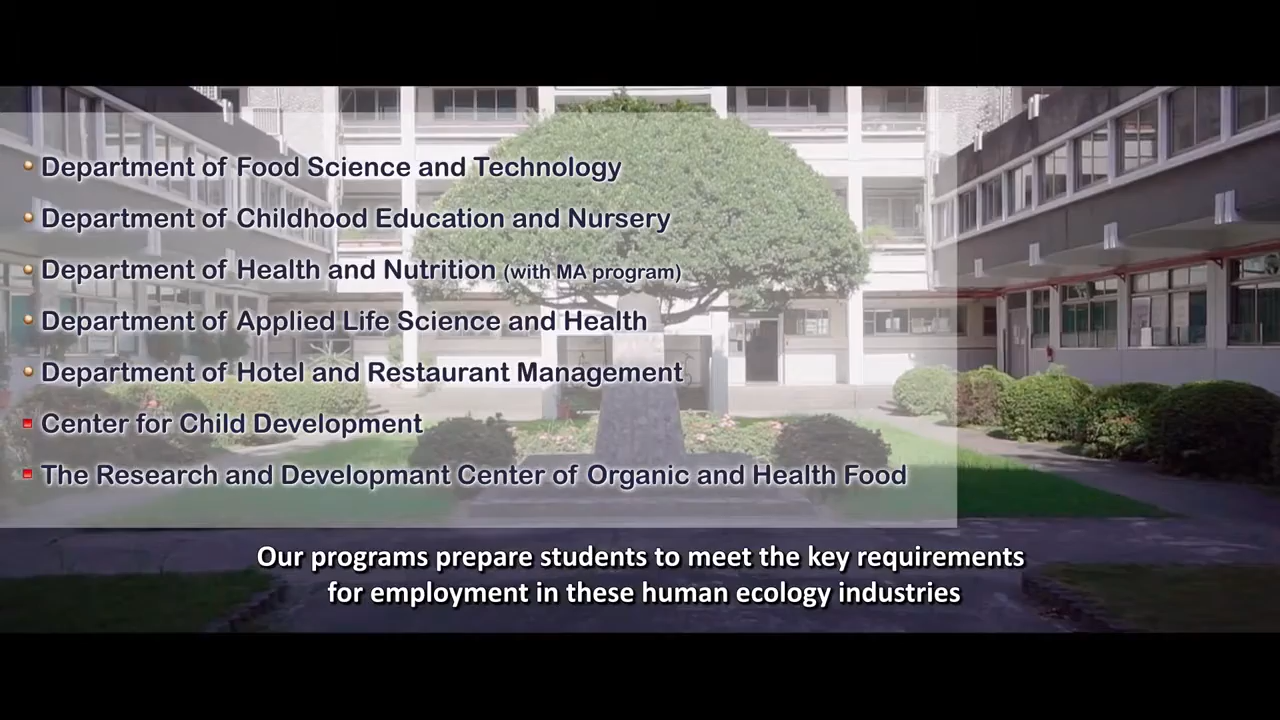 Department of Food Science and Technology
Department of Childhood Education and Nursery
Department of Health and Nutrition (with MA program)
Department of Applied Life Science and Health
Department of Hotel and Restaurant Management
Center for Child Development
The Research and Developmant Center of Organic and Health Food
Our programs prepare students to meet the key requirements
for employment in these human ecology industries